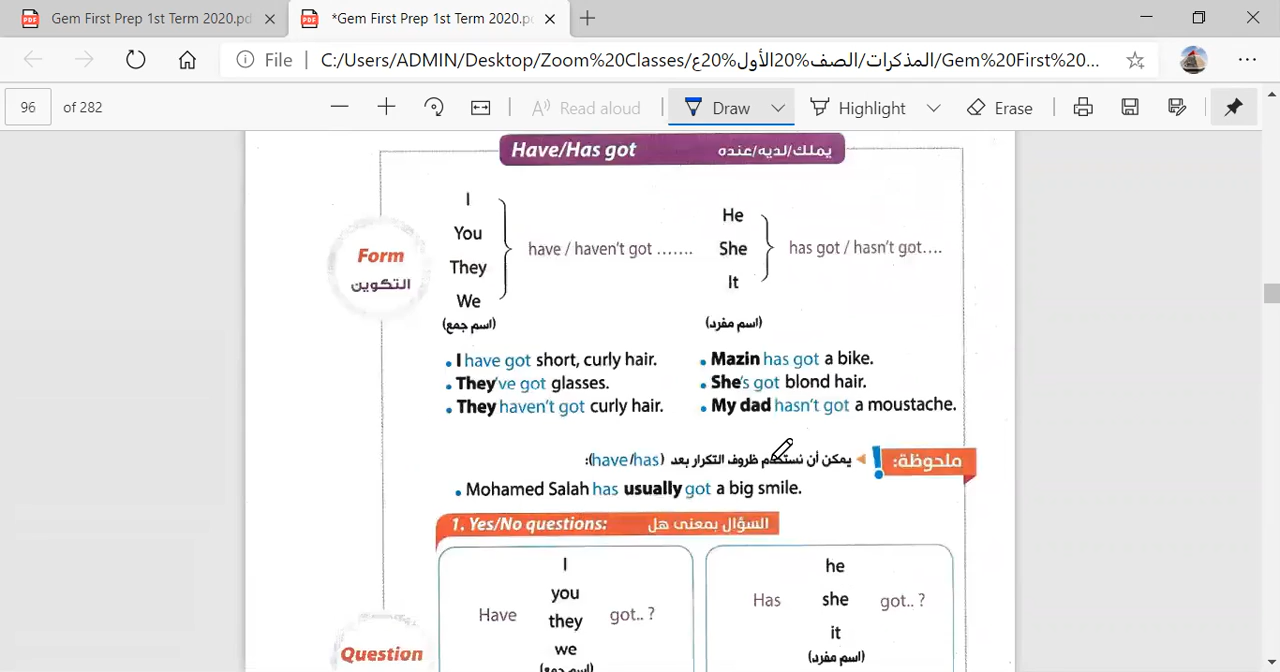 Gem First Prep 1st Term 2020.pd
*Gem First Prep 1st Term 2020.p
File
C:/Users/ADMIN/Desktop/Zoom%20Classes/المذكرات/الصف%20الأول%20ع/Gem%20First%20...
96 of 282
Read aloud
Draw
Highlight
Erase
Have/Has got يملك/لديه/عنده
Form
التكوين
I
You
They
We
(اسم جمع)
have / haven't got .......
He
She
It
(اسم مفرد)
has got / hasn't got....
• I have got short, curly hair.
• They've got glasses.
• They haven't got curly hair.
• Mazin has got a bike.
• She's got blond hair.
• My dad hasn't got a moustache.
ملحوظة:
يمكن أن نستخدم ظروف التكرار بعد (have/has):
• Mohamed Salah has usually got a big smile.
1. Yes/No questions: السؤال بمعنى هل
Question
Have
I
you
they
we
(اسم جمع)
got.. ?
Has
he
she
it
(اسم مفرد)
got.. ?